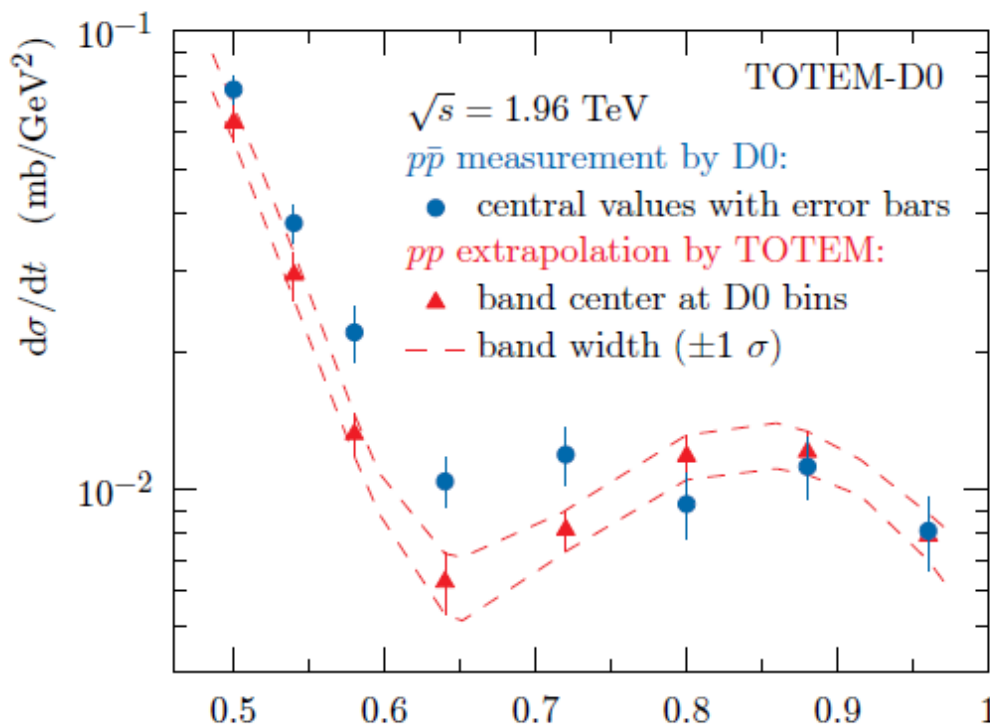 10⁻¹
TOTEM-D0
√s = 1.96 TeV
pp̄ measurement by D0:
central values with error bars
pp extrapolation by TOTEM:
band center at D0 bins
band width (±1 σ)
dσ/dt (mb/GeV²)
10⁻²
0.5 0.6 0.7 0.8 0.9 1